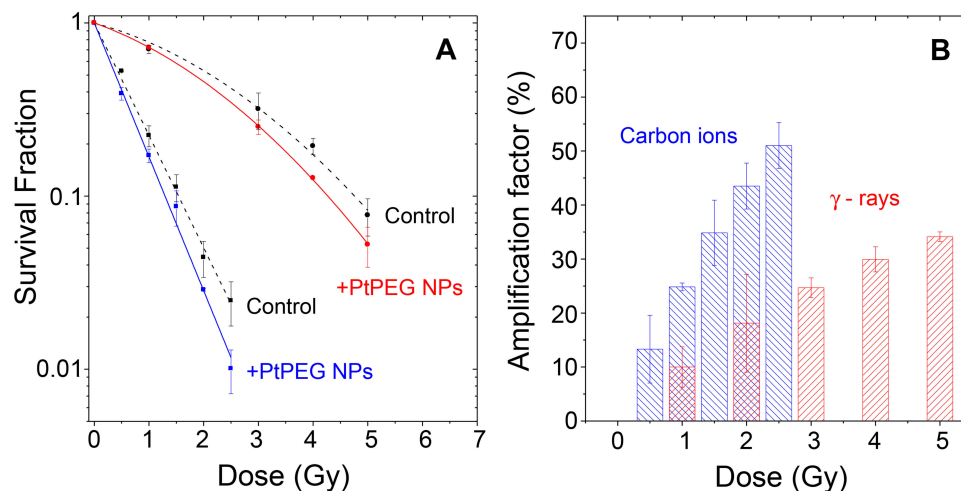 A
Survival Fraction
1
0.1
0.01
Control
+PtPEG NPs
Control
+PtPEG NPs
0 1 2 3 4 5 6 7
Dose (Gy)
B
Amplification factor (%)
70
60
50
40
30
20
10
0
Carbon ions
γ - rays
0 1 2 3 4 5
Dose (Gy)